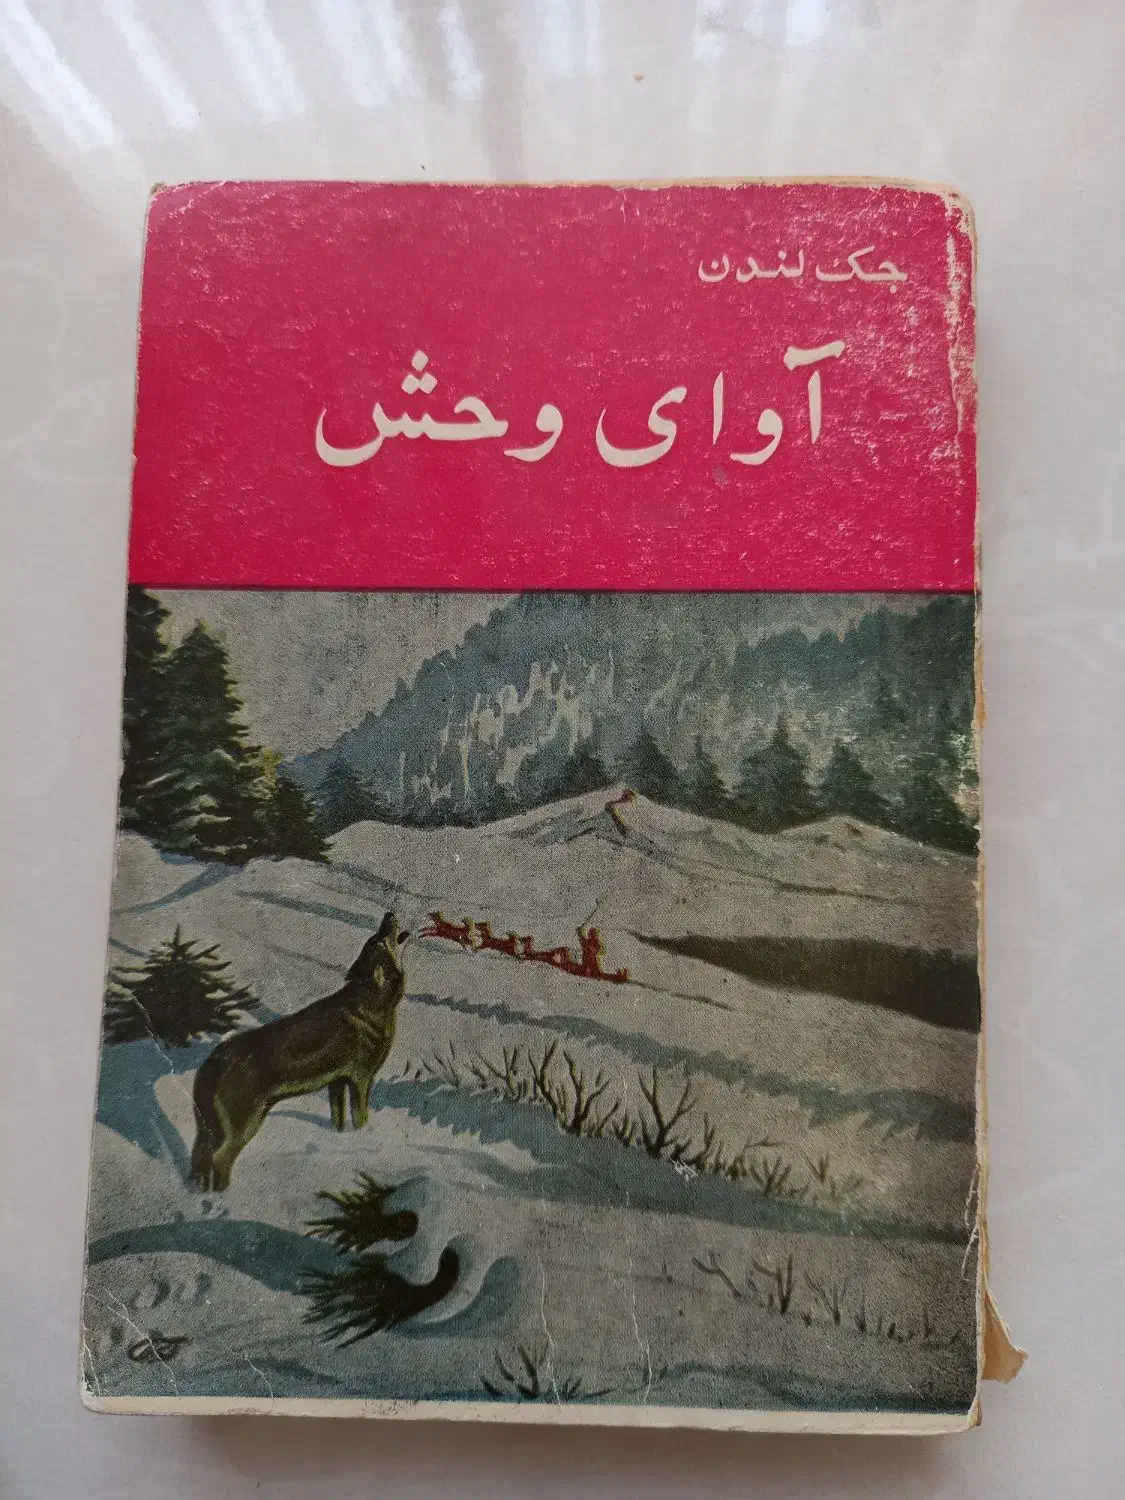 جک لندن
آوای وحش